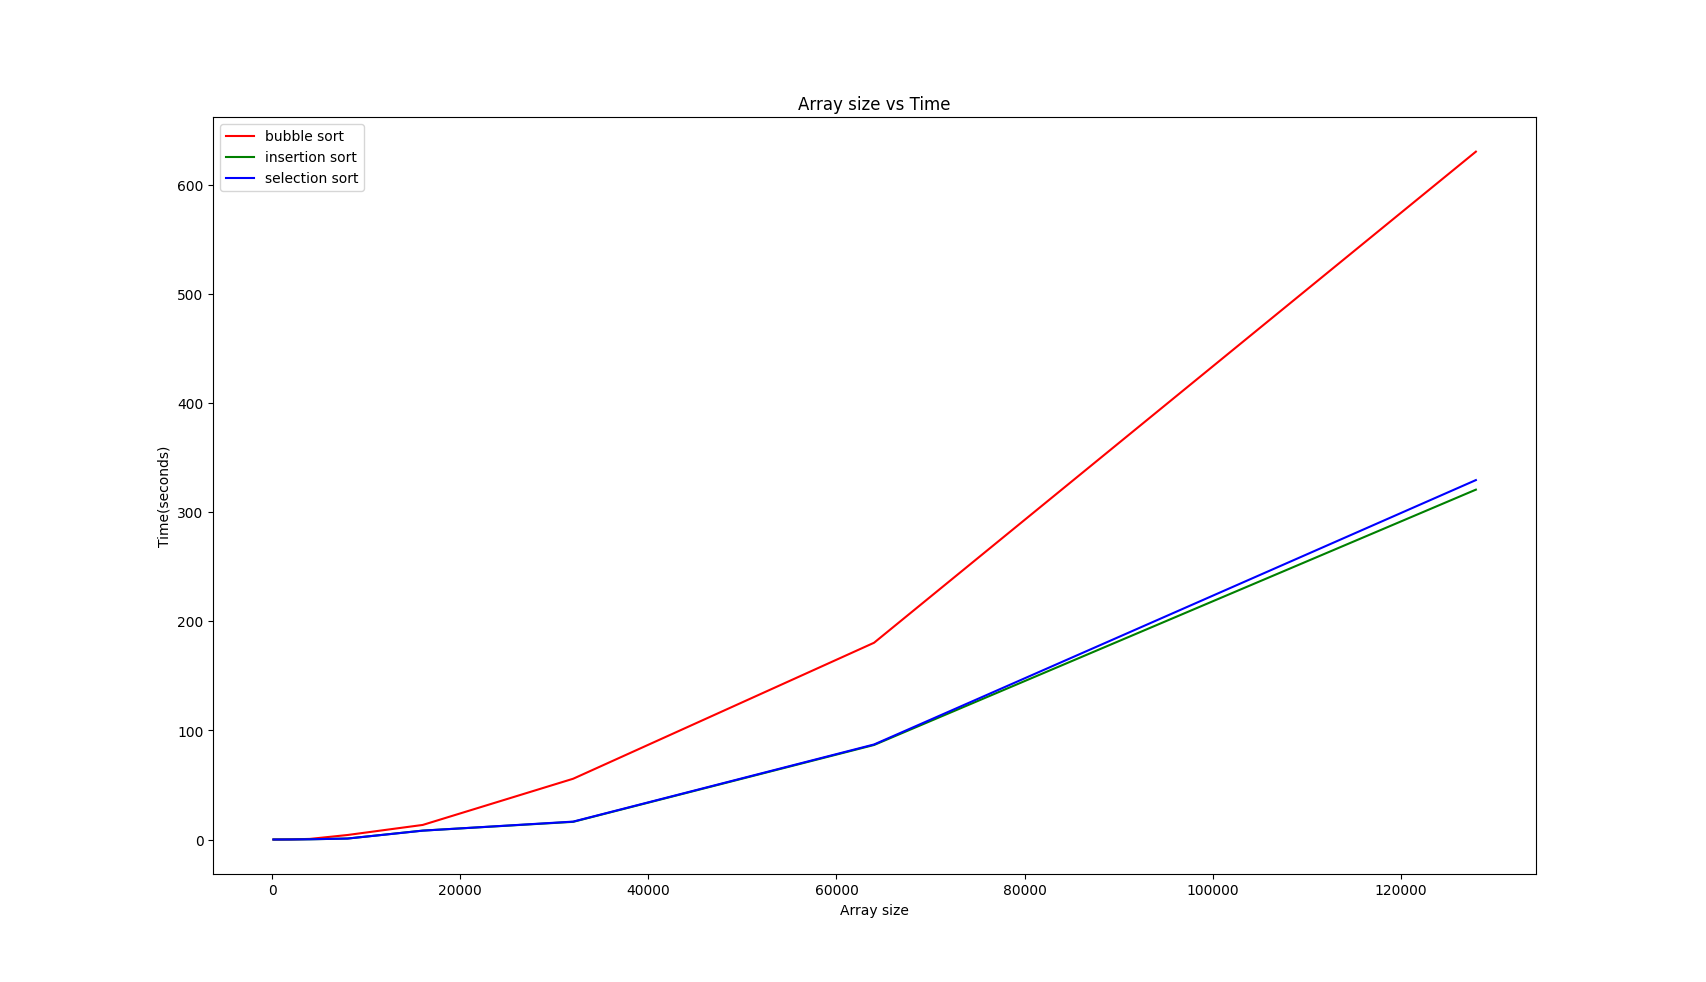 Array size vs Time
bubble sort
insertion sort
selection sort
600
500
400
300
200
100
0
Time(seconds)
0 20000 40000 60000 80000 100000 120000
Array size